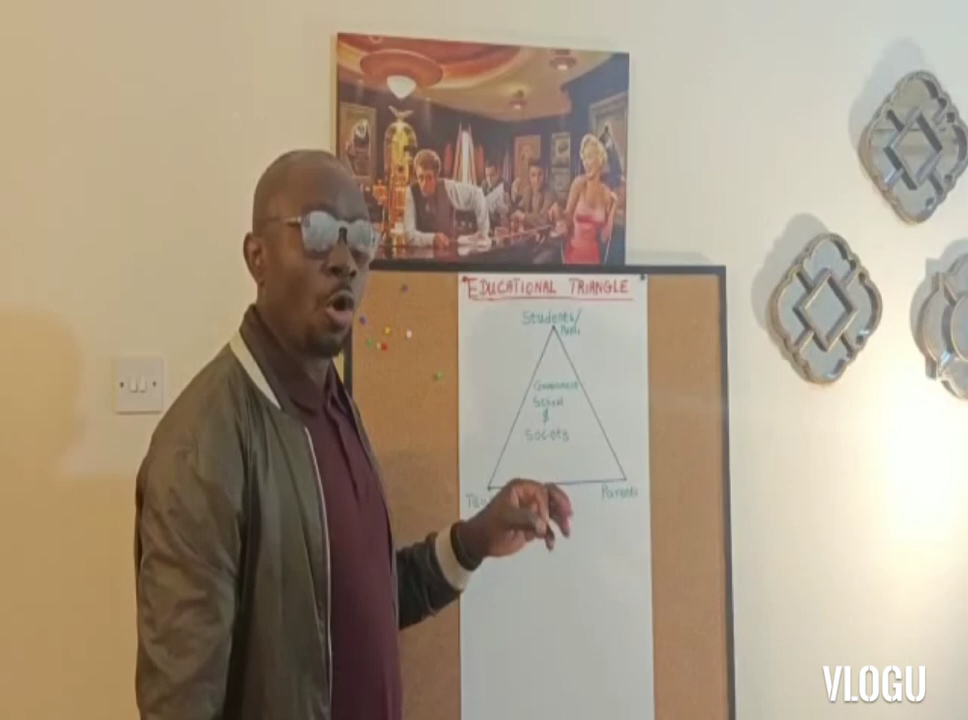 EDUCATIONAL TRIANGLE
Students/
Government
School
&
Society
Parents
VLOGU